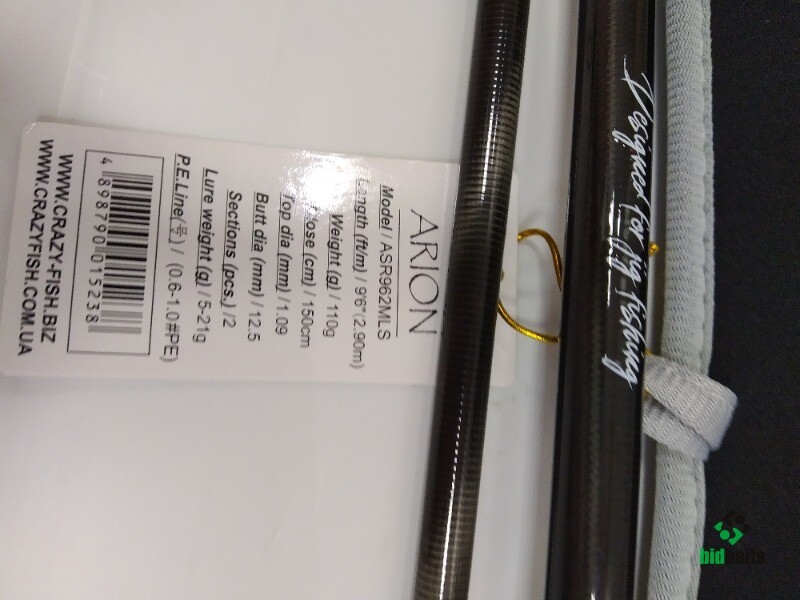 ARION
Model / ASR962MLS
Length (ft/m) / 9'6"(2.90m)
Weight (g) / 110g
Close (cm) / 150cm
Top dia (mm) / 1.09
Butt dia (mm) / 12.5
Sections (pcs.) / 2
Lure weight (g) / 5-21g
P.E.Line(号) / (0.6-1.0#PE)
4 898790 015238
WWW.CRAZY-FISH.BIZ
WWW.CRAZYFISH.COM.UA
Designed for jig fishing
bidbaits